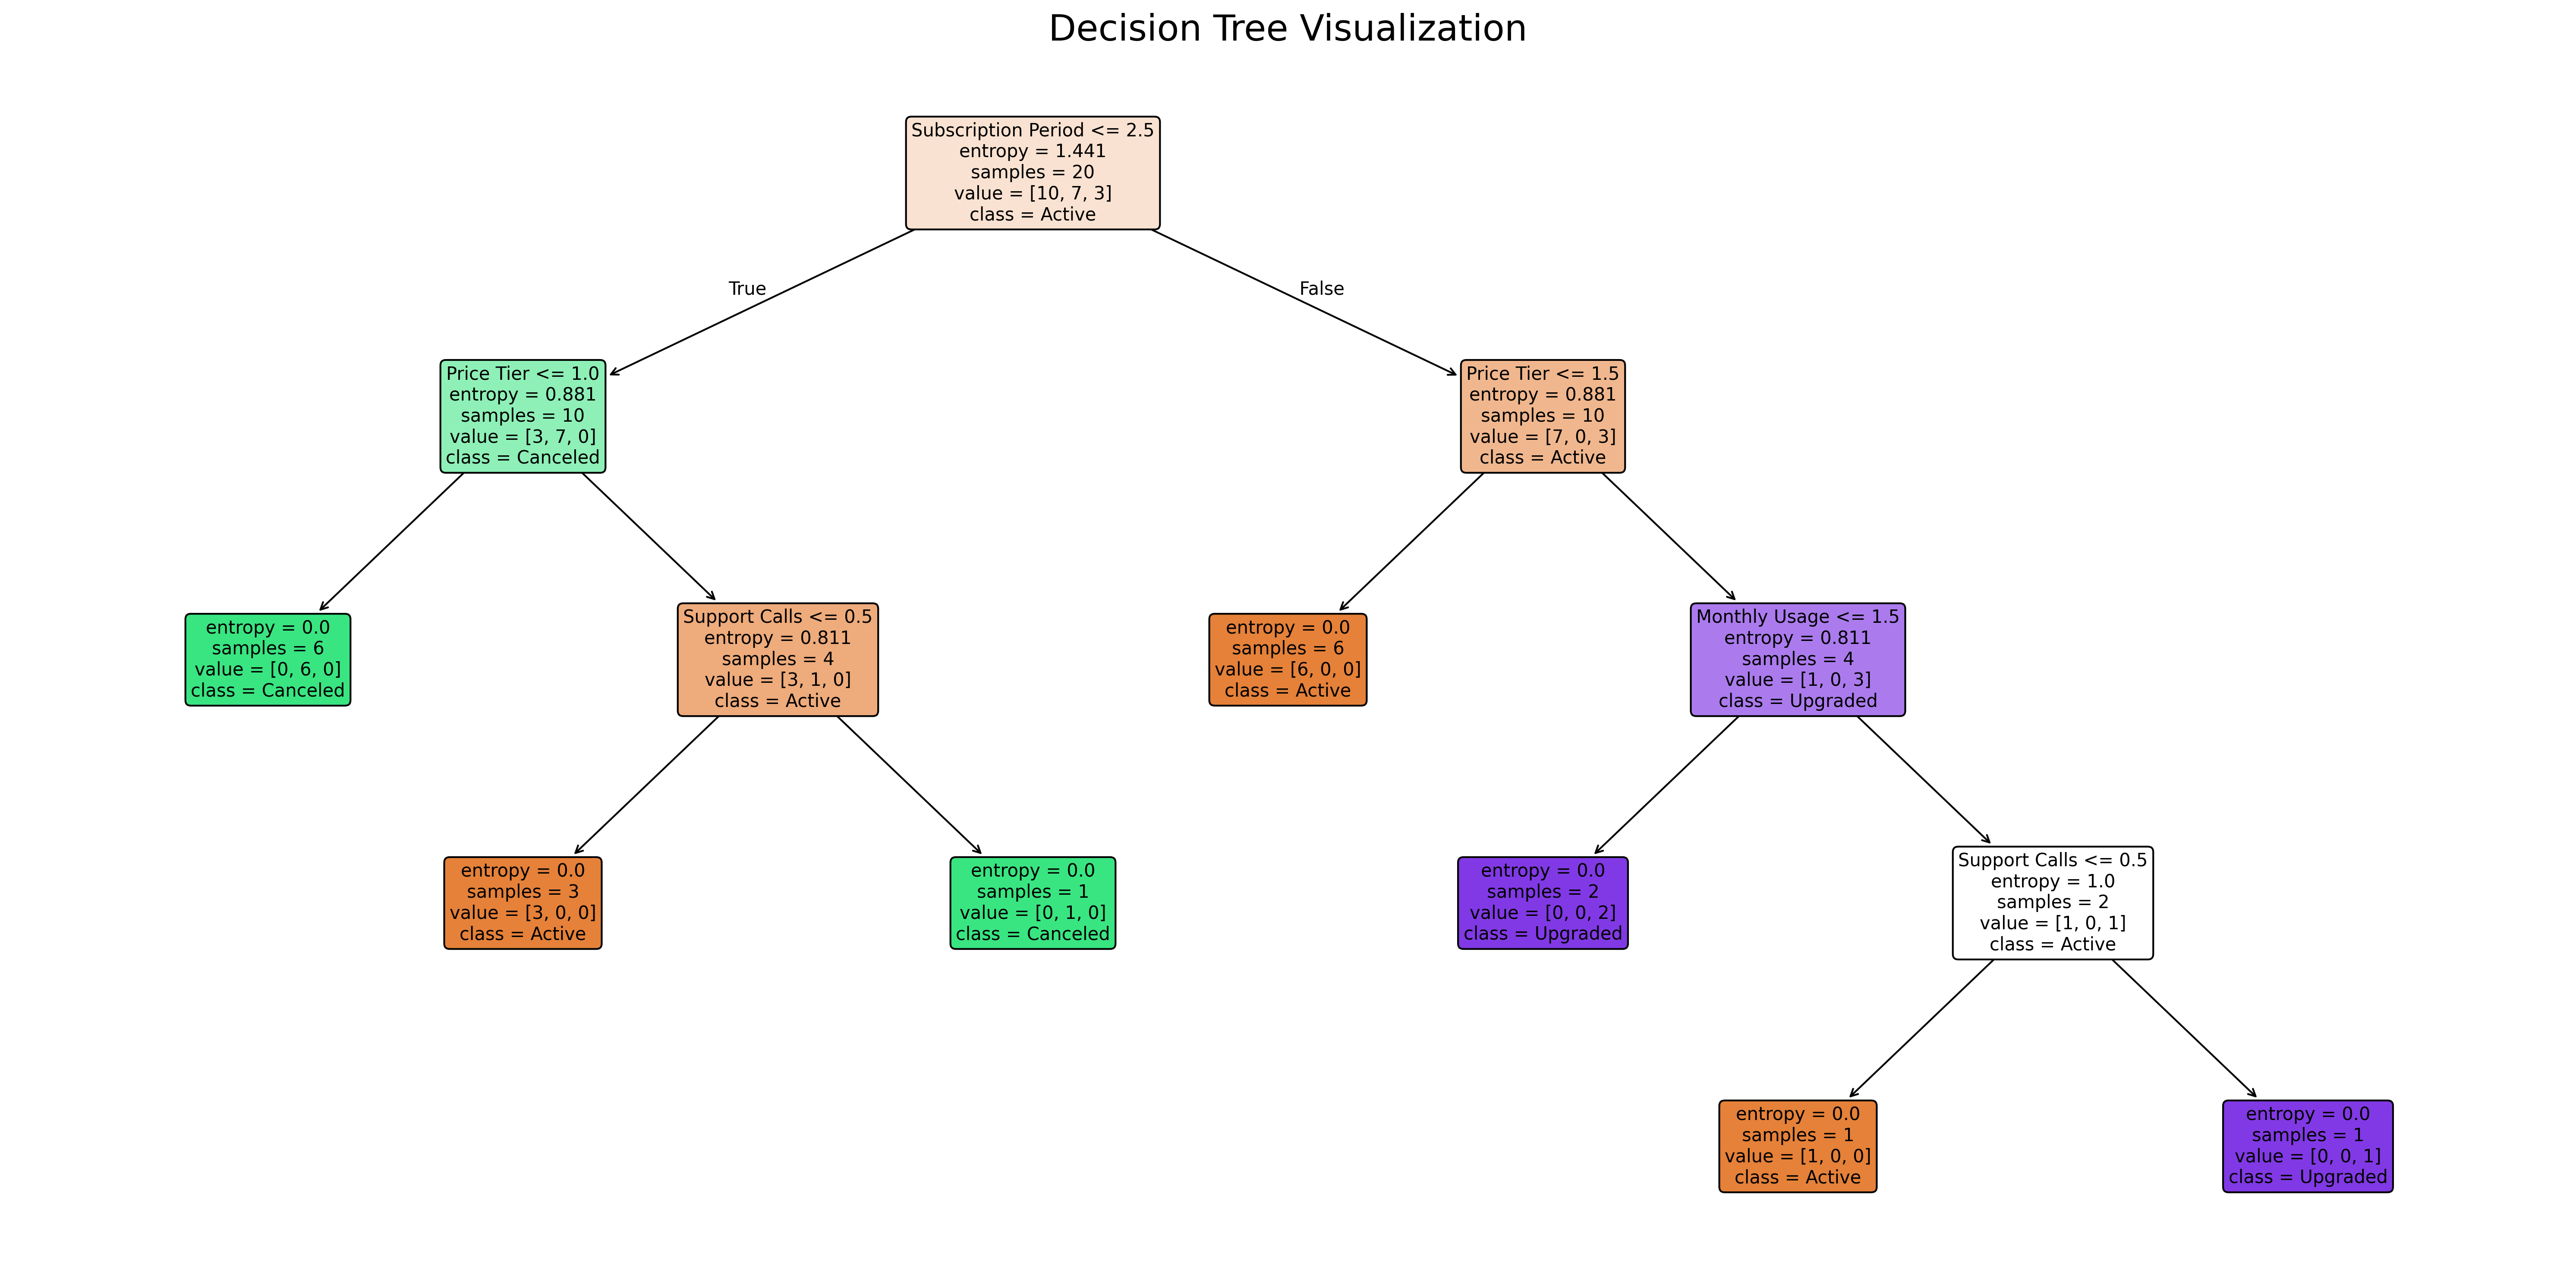 Decision Tree Visualization
Subscription Period <= 2.5
entropy = 1.441
samples = 20
value = [10, 7, 3]
class = Active
True
False
Price Tier <= 1.0
entropy = 0.881
samples = 10
value = [3, 7, 0]
class = Canceled
Price Tier <= 1.5
entropy = 0.881
samples = 10
value = [7, 0, 3]
class = Active
entropy = 0.0
samples = 6
value = [0, 6, 0]
class = Canceled
Support Calls <= 0.5
entropy = 0.811
samples = 4
value = [3, 1, 0]
class = Active
entropy = 0.0
samples = 6
value = [6, 0, 0]
class = Active
Monthly Usage <= 1.5
entropy = 0.811
samples = 4
value = [1, 0, 3]
class = Upgraded
entropy = 0.0
samples = 3
value = [3, 0, 0]
class = Active
entropy = 0.0
samples = 1
value = [0, 1, 0]
class = Canceled
entropy = 0.0
samples = 2
value = [0, 0, 2]
class = Upgraded
Support Calls <= 0.5
entropy = 1.0
samples = 2
value = [1, 0, 1]
class = Active
entropy = 0.0
samples = 1
value = [1, 0, 0]
class = Active
entropy = 0.0
samples = 1
value = [0, 0, 1]
class = Upgraded